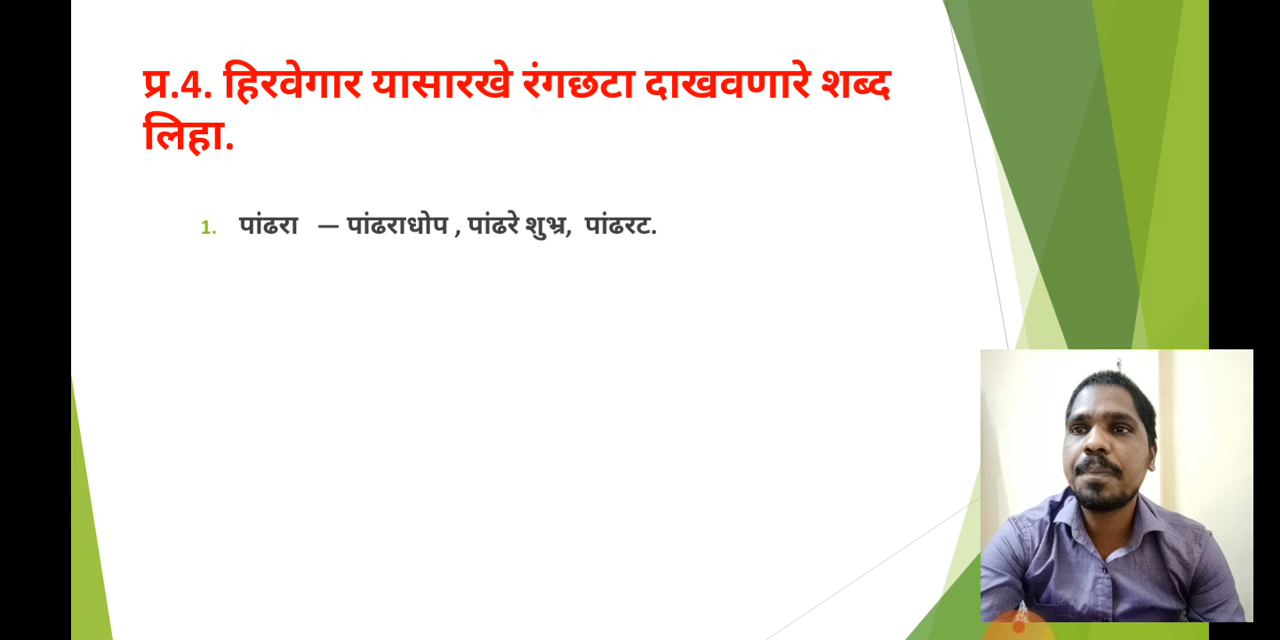 प्र.4. हिरवेगार यासारखे रंगछटा दाखवणारे शब्द
लिहा.
1. पांढरा — पांढराधोप , पांढरे शुभ्र, पांढरट.